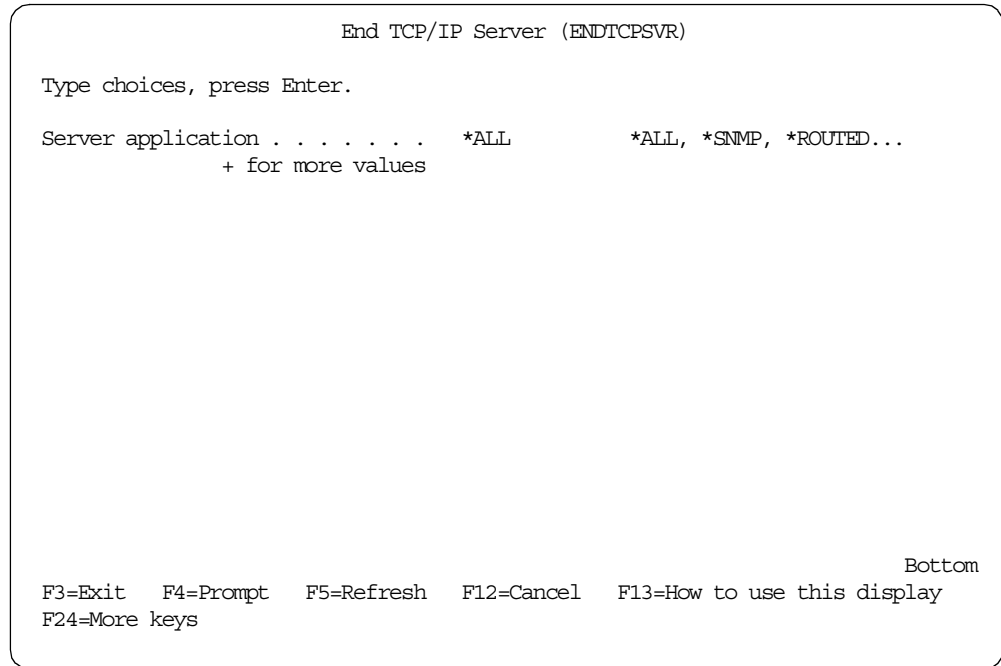 End TCP/IP Server (ENDTCPSVR)
Type choices, press Enter.
Server application . . . . . . . *ALL *ALL, *SNMP, *ROUTED...
+ for more values
Bottom
F3=Exit F4=Prompt F5=Refresh F12=Cancel F13=How to use this display
F24=More keys